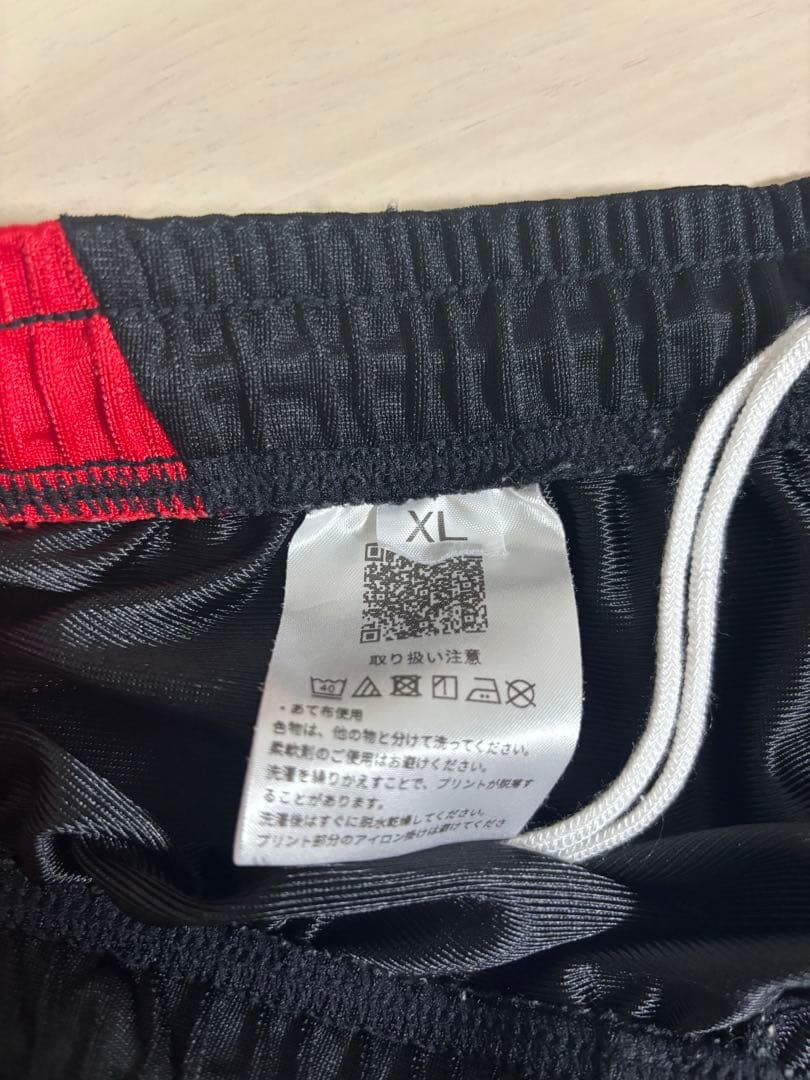 XL
取り扱い注意
40
・あて布使用
色物は、他の物と分けて洗ってください。
柔軟剤のご使用はお避けください。
洗濯を繰りかえすことで、プリントが脱落す
ることがあります。
洗濯後はすぐに脱水乾燥してください。
プリント部分のアイロン掛けは避けてくださ